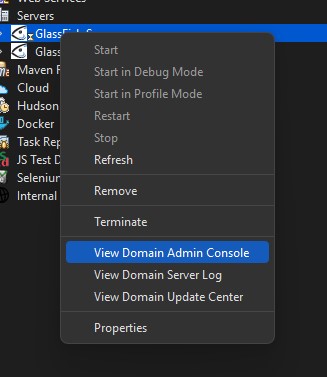 Web Services
Servers
GlassFish Se
Start
Glass
Start in Debug Mode
Maven
Start in Profile Mode
Cloud
Hudson
Restart
Docker
Stop
Task Rep
JS Test D
Refresh
Selenium
Internal
Remove
Terminate
View Domain Admin Console
View Domain Server Log
View Domain Update Center
Properties